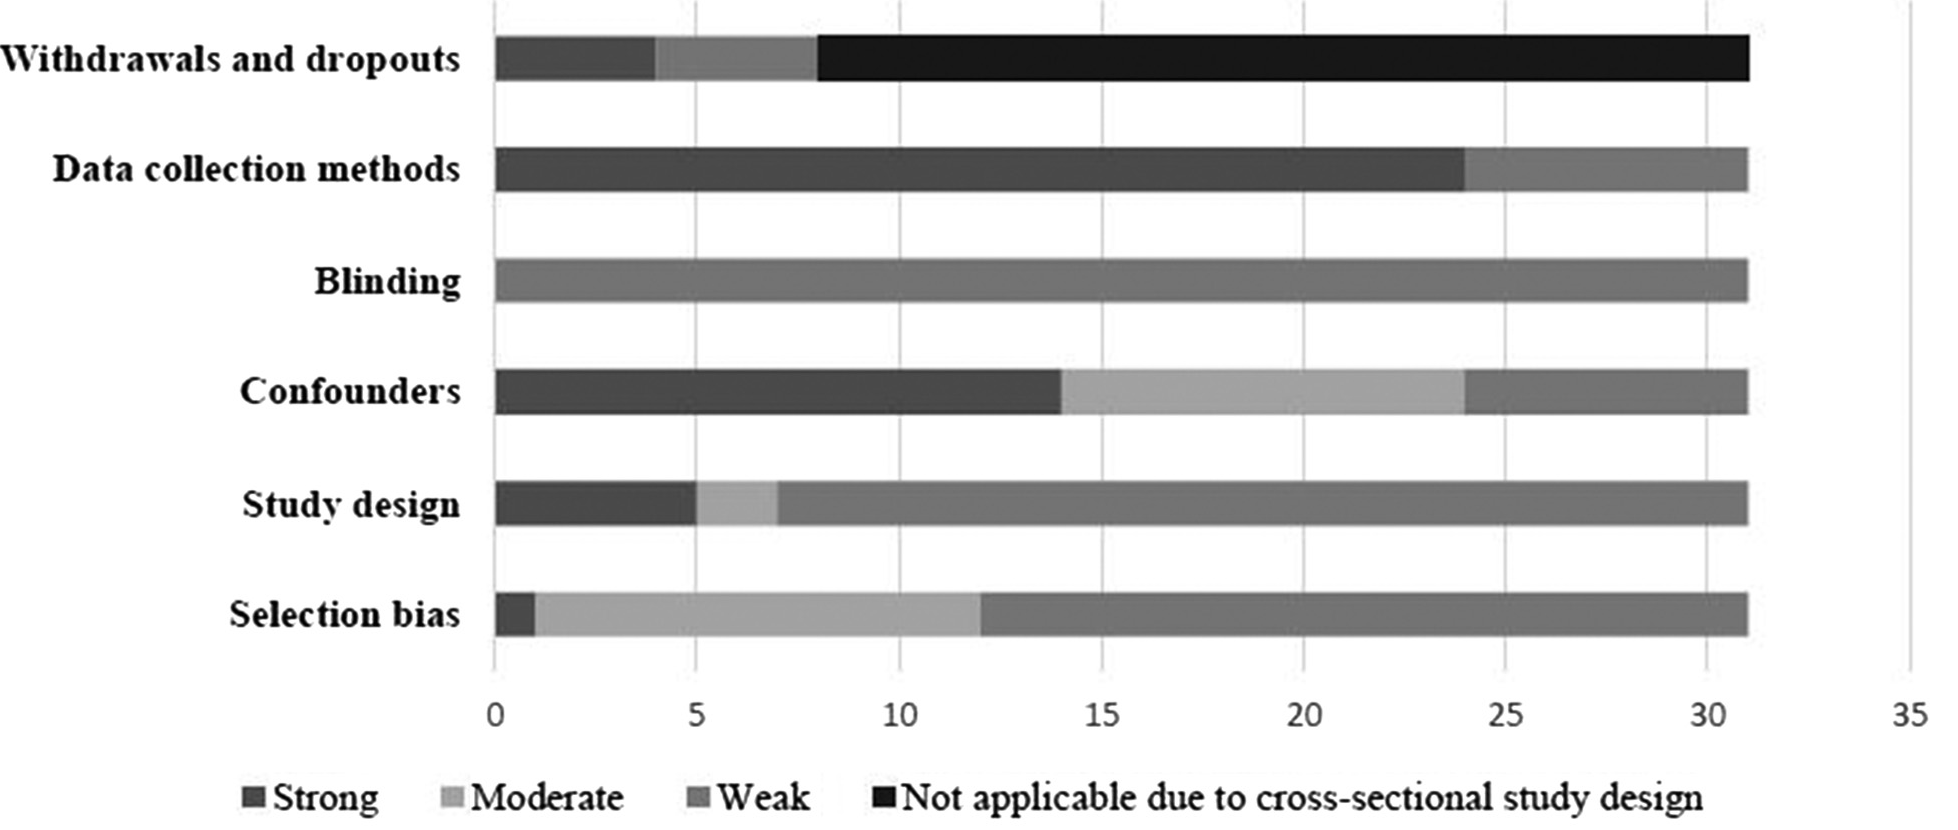 Withdrawals and dropouts
Data collection methods
Blinding
Confounders
Study design
Selection bias
0 5 10 15 20 25 30 35
Strong Moderate Weak Not applicable due to cross-sectional study design